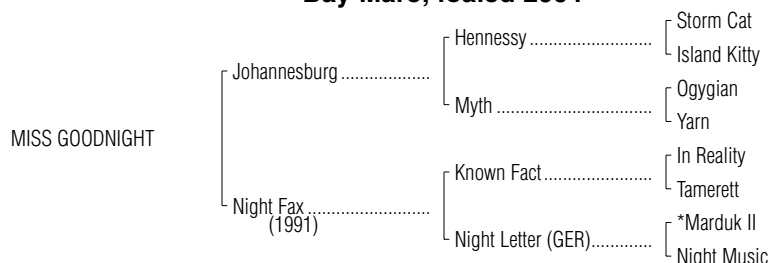 Bay Mare, foaled
Storm Cat
Hennessy
Island Kitty
Johannesburg
Ogygian
Myth
Yarn
MISS GOODNIGHT
In Reality
Known Fact
Tamerett
Night Fax
(1991)
*Marduk II
Night Letter (GER)
Night Music